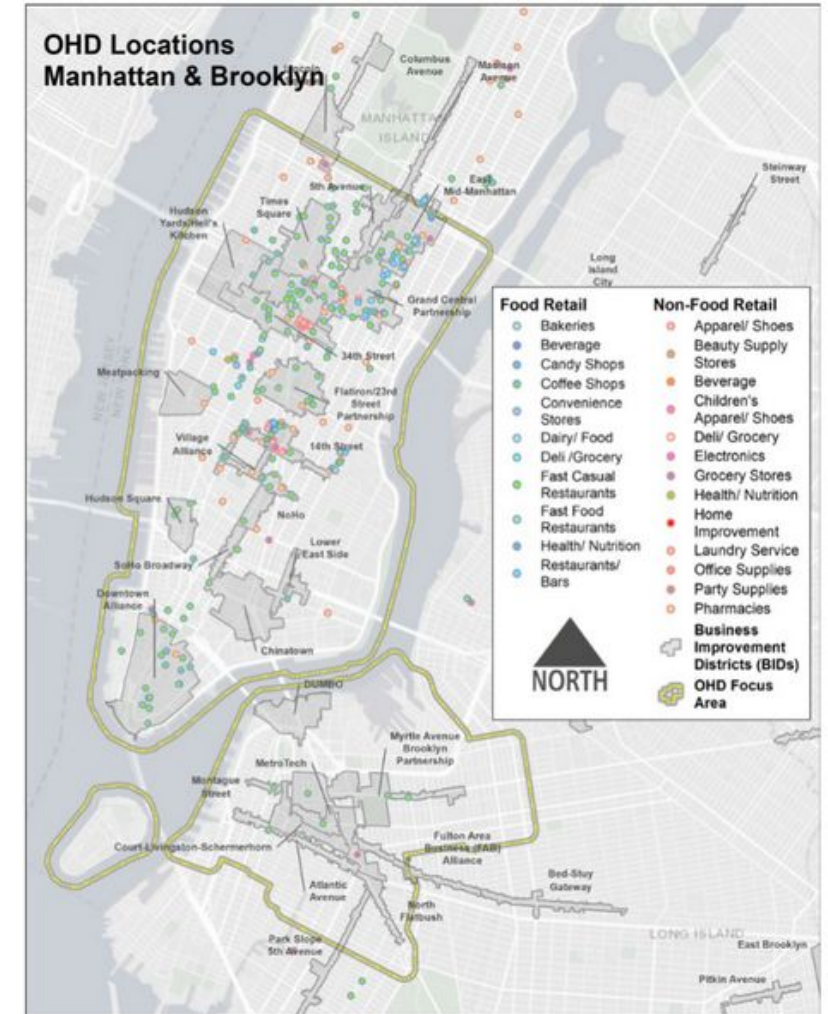 OHD Locations
Manhattan & Brooklyn
Columbus
Avenue
Madison
Avenue
MANHATTAN
ISLAND
5th Avenue
East
Mid-Manhattan
Steinway
Street
Times
Square
Hudson
Yards/Hell's
Kitchen
Long
Island
City
Grand Central
Partnership
34th Street
Meatpacking
Flatiron/23rd
Street
Partnership
Village
Alliance
14th Street
Hudson Square
NoHo
Lower
East Side
SoHo Broadway
Downtown
Alliance
Chinatown
DUMBO
Myrtle Avenue
Brooklyn
Partnership
MetroTech
Montague
Street
Court-Livingston-Schermerhorn
Fulton Area
Business (FAB)
Alliance
Atlantic
Avenue
Bed-Stuy
Gateway
North
Flatbush
LONG ISLAND
East Brooklyn
Park Slope
5th Avenue
Pitkin Avenue
Food Retail
Bakeries
Beverage
Candy Shops
Coffee Shops
Convenience
Stores
Dairy/ Food
Deli /Grocery
Fast Casual
Restaurants
Fast Food
Restaurants
Health/ Nutrition
Restaurants/
Bars
NORTH
Non-Food Retail
Apparel/ Shoes
Beauty Supply
Stores
Beverage
Children's
Apparel/ Shoes
Deli/ Grocery
Electronics
Grocery Stores
Health/ Nutrition
Home
Improvement
Laundry Service
Office Supplies
Party Supplies
Pharmacies
Business
Improvement
Districts (BIDs)
OHD Focus
Area